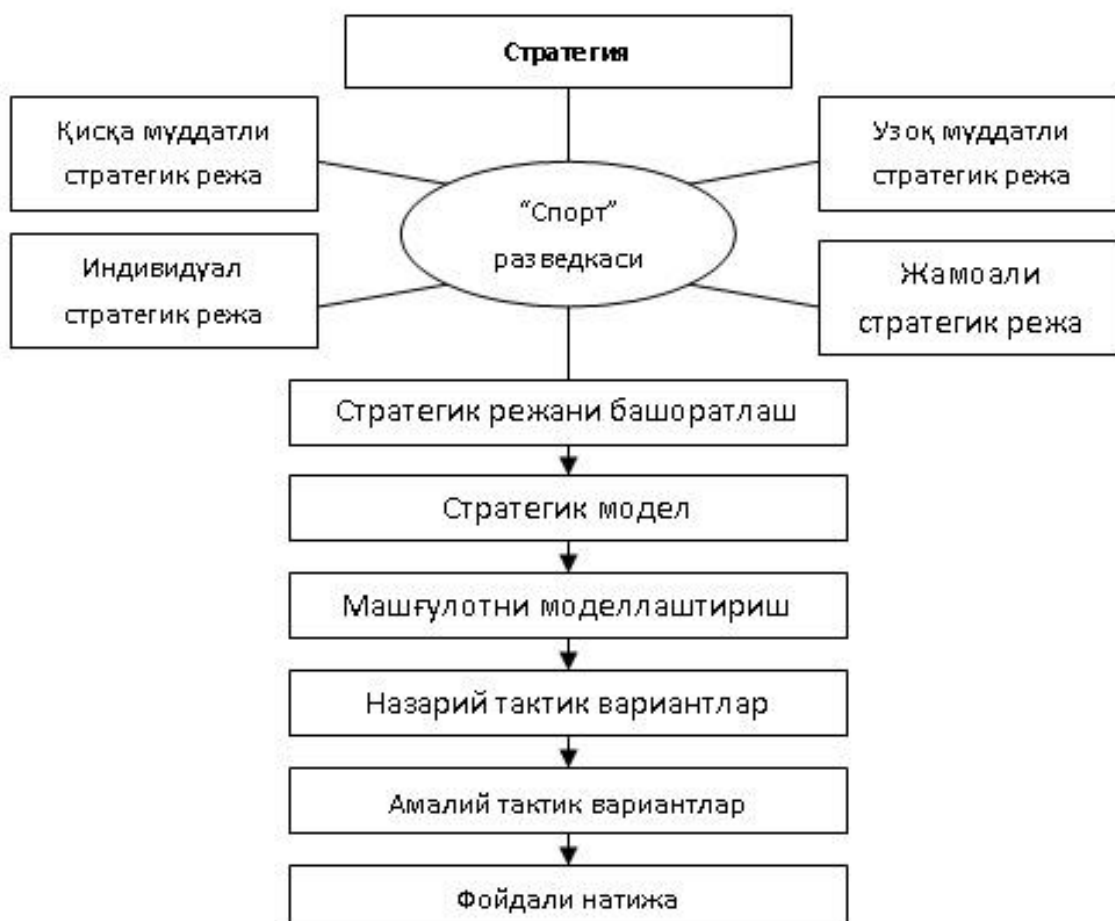 Стратегия
Қисқа муддатли
стратегик режа
Узоқ муддатли
стратегик режа
“Спорт”
разведкаси
Индивидуал
стратегик режа
Жамоали
стратегик режа
Стратегик режани башоратлаш
Стратегик модел
Машғулотни моделлаштириш
Назарий тактик вариантлар
Амалий тактик вариантлар
Фойдали натижа